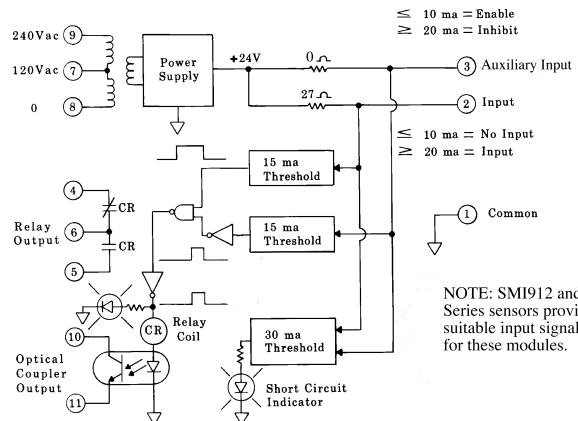 ≤ 10 ma = Enable
≥ 20 ma = Inhibit
240Vac 9
120Vac 7
0 8
Power Supply
+24V
0
3 Auxiliary Input
27
2 Input
≤ 10 ma = No Input
≥ 20 ma = Input
15 ma Threshold
15 ma Threshold
4
CR
Relay Output
6
CR
5
1 Common
NOTE: SMI912 and
Series sensors provi
suitable input signal
for these modules.
CR
Relay Coil
30 ma Threshold
10
Optical Coupler Output
11
Short Circuit Indicator